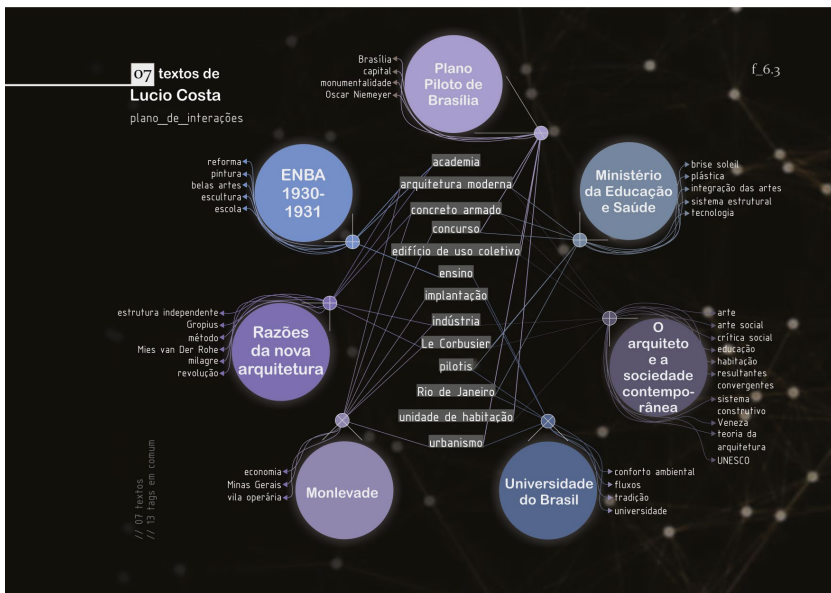 07 textos de
Lucio Costa
plano_de_interações
f_6.3
Brasília
capital
monumentalidade
Oscar Niemeyer
Plano
Piloto de
Brasília
reforma
pintura
belas artes
escultura
escola
ENBA
1930-
1931
Ministério
da Educação
e Saúde
brise soleil
plástica
integração das artes
sistema estrutural
tecnologia
academia
arquitetura moderna
concreto armado
concurso
edifício de uso coletivo
ensino
implantação
indústria
Le Corbusier
pilotis
Rio de Janeiro
unidade de habitação
urbanismo
estrutura independente
Gropius
método
Mies van Der Rohe
milagre
revolução
Razões
da nova
arquitetura
O
arquiteto
e a
sociedade
contempo-
rânea
arte
arte social
crítica social
educação
habitação
resultantes
convergentes
sistema
construtivo
Veneza
teoria da
arquitetura
UNESCO
economia
Minas Gerais
vila operária
Monlevade
Universidade
do Brasil
conforto ambiental
fluxos
tradição
universidade
// 07 textos
// 13 tags em comum